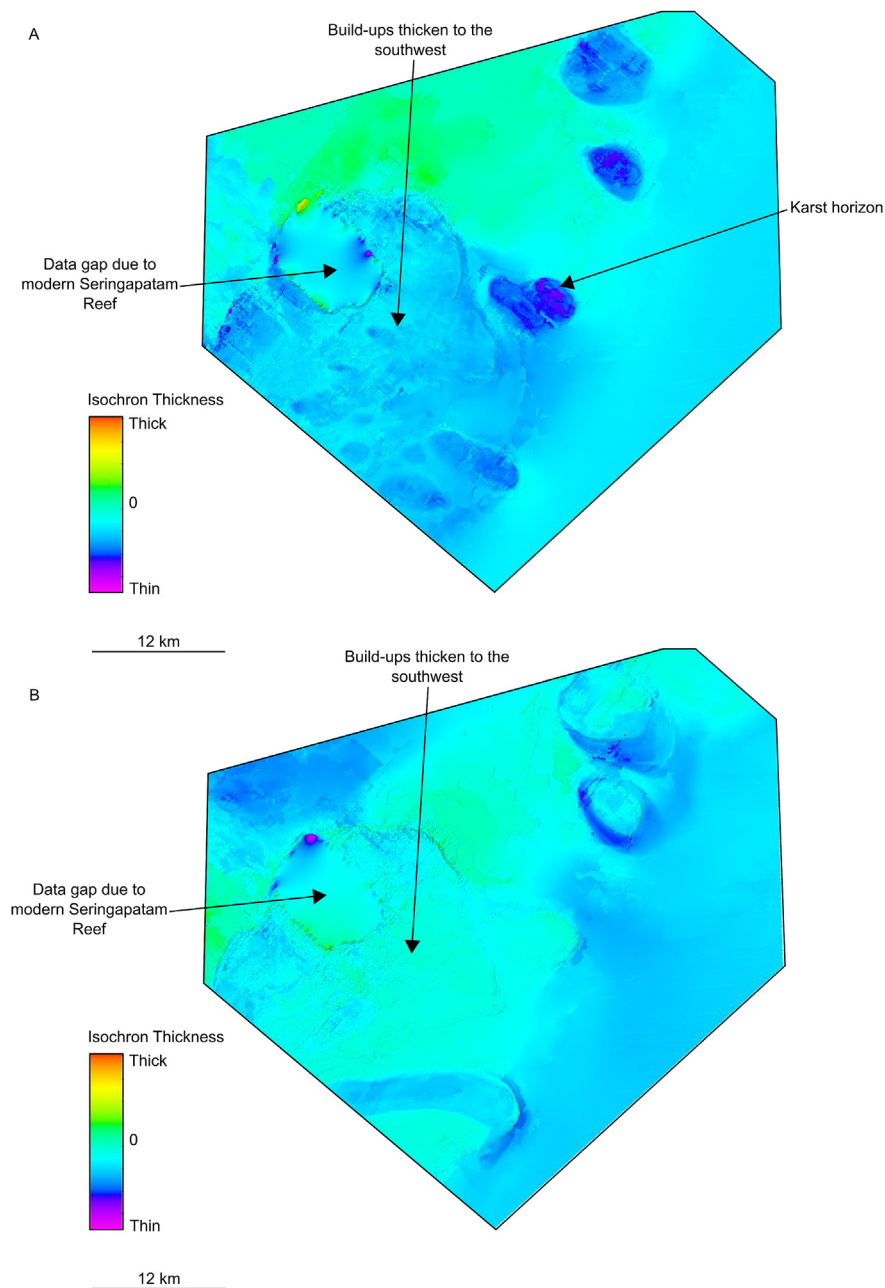 A
Build-ups thicken to the
southwest
Karst horizon
Data gap due to
modern Seringapatam
Reef
Isochron Thickness
Thick
0
Thin
12 km
B
Build-ups thicken to the
southwest
Data gap due to
modern Seringapatam
Reef
Isochron Thickness
Thick
0
Thin
12 km